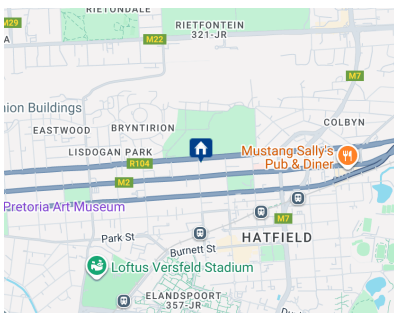 RIETONDALE
M29
RIETFONTEIN
321-JR
M22
M7
nion Buildings
COLBYN
BRYNTIRION
EASTWOOD
LISDOGAN PARK
R104
Mustang Sally's
Pub & Diner
M2
Pretoria Art Museum
M7
Park St
HATFIELD
Burnett St
Loftus Versfeld Stadium
ELANDSPOORT
357-JR